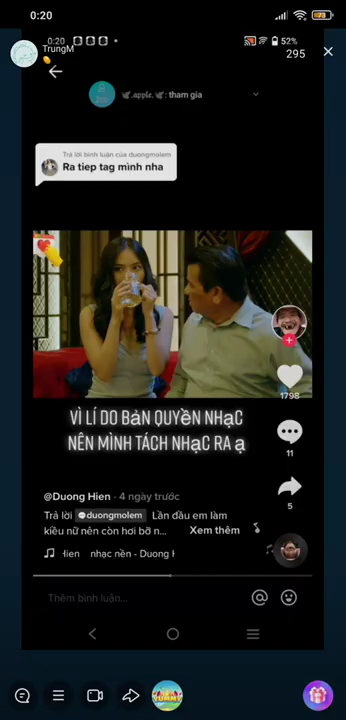 0:20
0:20
52%
TrungM
295
🕊.apple.🕊: tham gia
Trả lời bình luận của duongmolem
Ra tiep tag mình nha
1798
VÌ LÍ DO BẢN QUYỀN NHẠC
NÊN MÌNH TÁCH NHẠC RA Ạ
11
5
@Duong Hien · 4 ngày trước
Trả lời duongmolem Lần đầu em làm
kiều nữ nên còn hơi bỡ n... Xem thêm
Hien nhạc nền - Duong H
Thêm bình luận...